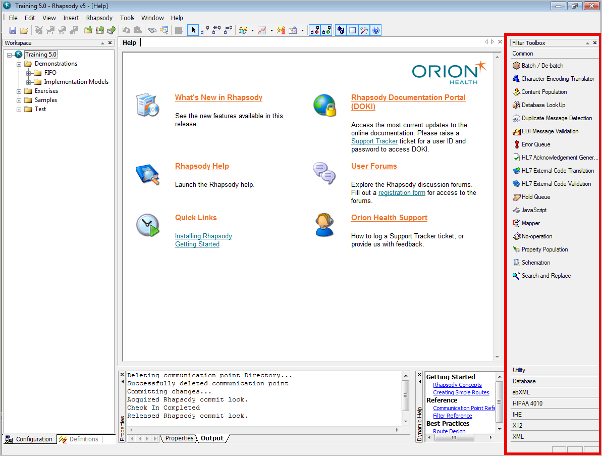 Training 5.0 - Rhapsody v5 - [Help]
File Edit View Insert Rhapsody Tools Window Help
Workspace
Training 5.0
Demonstrations
FIFO
Implementation Models
Exercises
Samples
Test
Configuration
Definitions
Help
ORION
HEALTH
What's New in Rhapsody
See the new features available in this
release.
Rhapsody Documentation Portal
(DOKI)
Access the most current updates to the
online documentation. Please raise a
Support Tracker ticket for a user ID and
password to access DOKI.
Rhapsody Help
Launch the Rhapsody help.
User Forums
Explore the Rhapsody discussion forums.
Fill out a registration form for access to the
forums.
Quick Links
Installing Rhapsody
Getting Started
Orion Health Support
How to log a Support Tracker ticket, or
provide us with feedback.
Properties
Deleting communication point Directory...
Successfully deleted communication point
Committing changes...
Acquired Rhapsody commit lock.
Check In Completed
Released Rhapsody commit lock.
Properties
Output
Dynamic Help
Getting Started
Rhapsody Concepts
Creating Simple Routes
Reference
Communication Point Refe
Filter Reference
Best Practices
Route Design
Filter Toolbox
Common
Batch / De-batch
Character Encoding Translator
Content Population
Database LookUp
Duplicate Message Detection
EDI Message Validation
Error Queue
HL7 Acknowledgement Gener...
HL7 External Code Translation
HL7 External Code Validation
Hold Queue
JavaScript
Mapper
No-operation
Property Population
Schematron
Search and Replace
Utility
Database
ebXML
HIPAA 4010
IHE
X12
XML